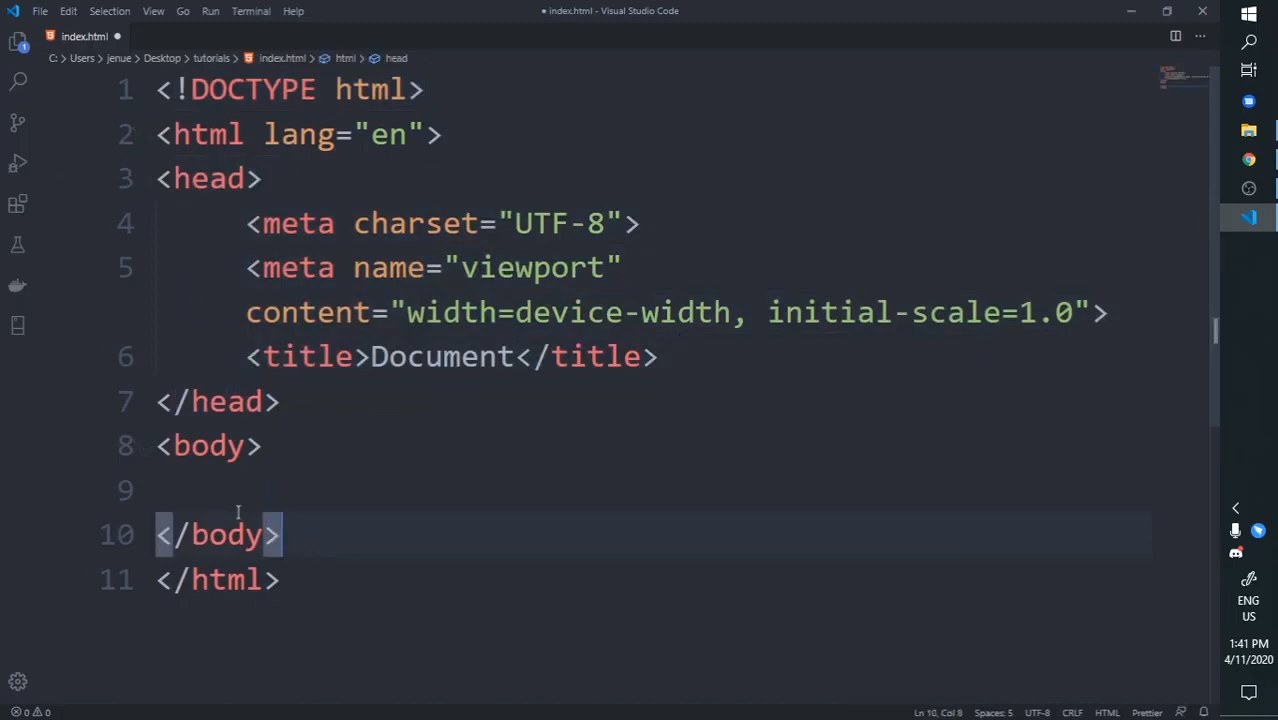 File Edit Selection View Go Run Terminal Help
● index.html - Visual Studio Code
index.html ●
C: > Users > jenue > Desktop > tutorials > index.html > html > head
1 <!DOCTYPE html>
2 <html lang="en">
3 <head>
4 <meta charset="UTF-8">
5 <meta name="viewport"
content="width=device-width, initial-scale=1.0">
6 <title>Document</title>
7 </head>
8 <body>
9
10 </body>
11 </html>
1
ENG
US
1:41 PM
4/11/2020
0 0 Ln 10, Col 8 Spaces: 5 UTF-8 CRLF HTML Prettier